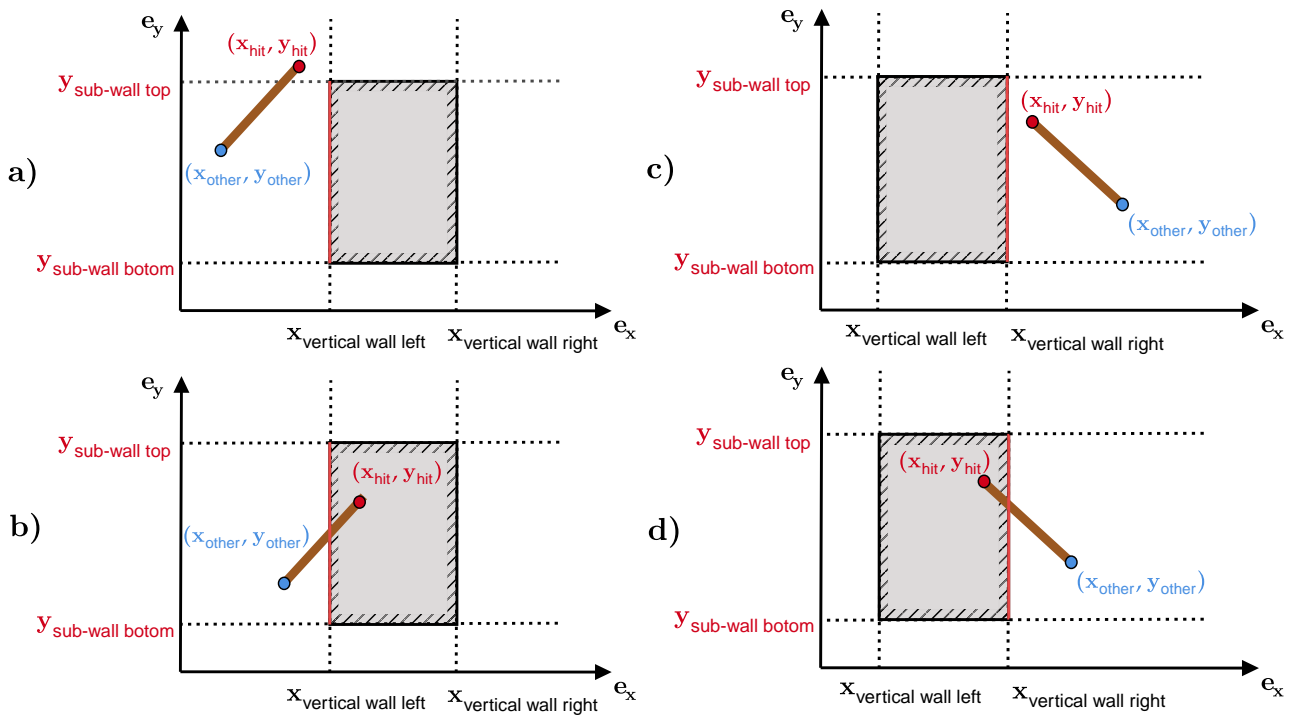 a)
e_y
(x_hit, y_hit)
y_sub-wall top
(x_other, y_other)
y_sub-wall botom
x_vertical wall left
x_vertical wall right
e_x
c)
e_y
y_sub-wall top
(x_hit, y_hit)
(x_other, y_other)
y_sub-wall botom
x_vertical wall left
x_vertical wall right
e_x
b)
e_y
y_sub-wall top
(x_hit, y_hit)
(x_other, y_other)
y_sub-wall botom
x_vertical wall left
x_vertical wall right
e_x
d)
e_y
y_sub-wall top
(x_hit, y_hit)
(x_other, y_other)
y_sub-wall botom
x_vertical wall left
x_vertical wall right
e_x